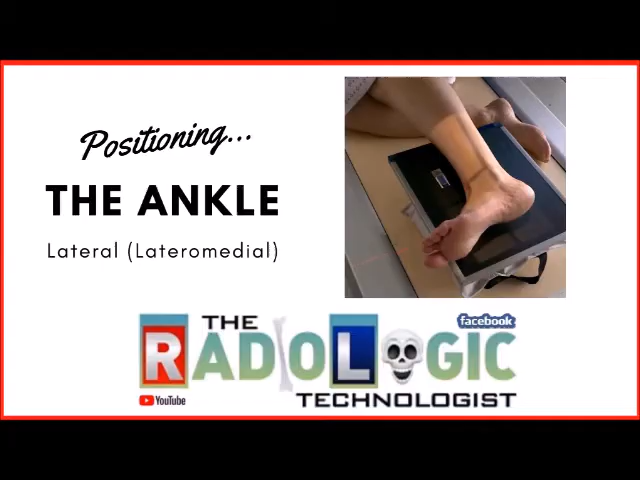 Positioning...
THE ANKLE
Lateral (Lateromedial)
facebook
THE
RADIOLOGIC
YouTube
TECHNOLOGIST